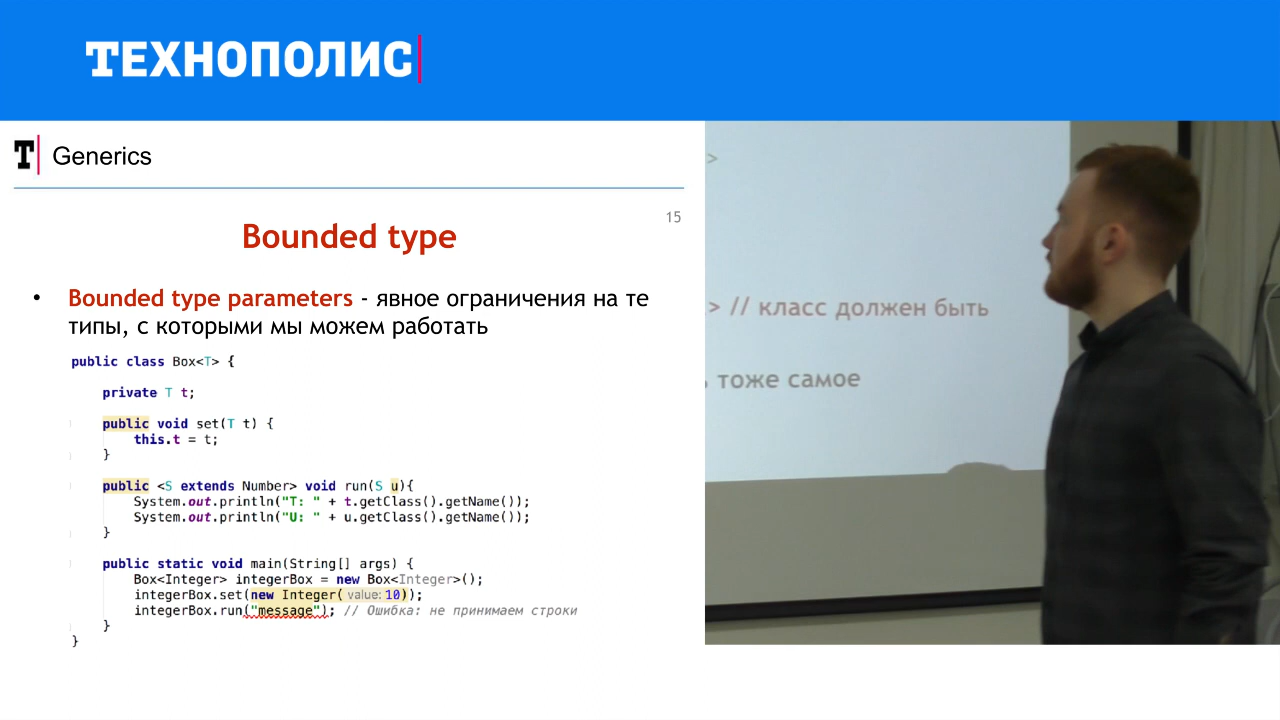 ТЕХНОПОЛИС
T Generics
15
Bounded type
• Bounded type parameters - явное ограничения на те
типы, с которыми мы можем работать
public class Box<T> {
private T t;
public void set(T t) {
this.t = t;
}
public <S extends Number> void run(S u){
System.out.println("T: " + t.getClass().getName());
System.out.println("U: " + u.getClass().getName());
}
public static void main(String[] args) {
Box<Integer> integerBox = new Box<Integer>();
integerBox.set(new Integer( value: 10));
integerBox.run("message"); // Ошибка: не принимаем строки
}
}
>
> // класс должен быть
тоже самое